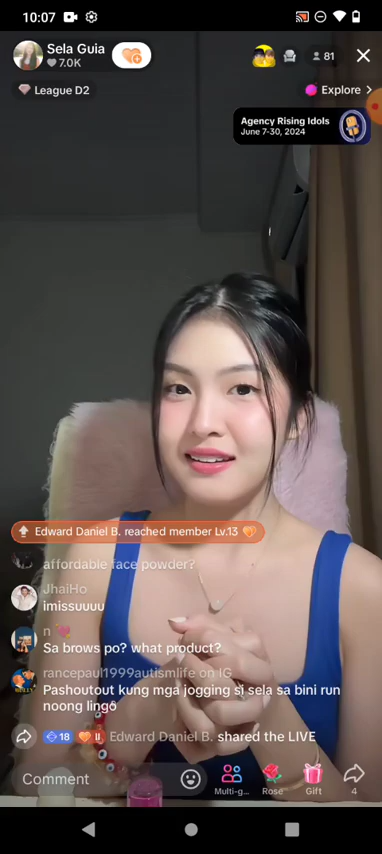 10:07
Sela Guia
7.0K
81
League D2
Explore
Agency Rising Idols
June 7-30, 2024
Edward Daniel B. reached member Lv.13
affordable face powder?
JhaiHo
imissuuuu
n
Sa brows po? what product?
rancepaul1999autismlife on IG
Pashoutout kung mga jogging si sela sa bini run
noong lingo
18 II Edward Daniel B. shared the LIVE
Comment
Multi-g...
Rose
Gift
4